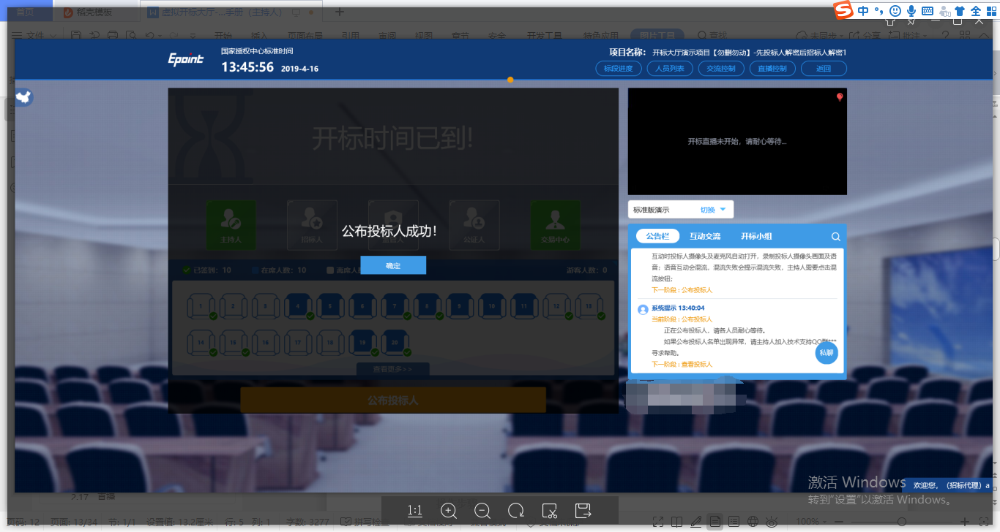 首页
稻壳模板
虚拟开标大厅-...手册（主持人）
中
全
文件
开始
插入
页面布局
引用
审阅
视图
章节
安全
开发工具
特色应用
图片工具
查找
未同步
分享
批注
Epoint
国家授权中心标准时间
13:45:56 2019-4-16
项目名称： 开标大厅演示项目【勿删勿动】-先投标人解密后招标人解密1
标段进度
人员列表
交流控制
直播控制
返回
开标时间已到!
主持人
招标人
公证人
交易中心
公布投标人成功！
确定
已签到：10
在席人数：10
离席人
游客人数：0
1 2 3 4 5 6 7 8 9 10 11 12 13
14 15 16 17 18 19 20
查看更多>>
公布投标人
开标直播未开始，请耐心等待...
标准版演示
切换
公告栏
互动交流
开标小组
互动时投标人摄像头及麦克风自动打开，录制投标人摄像头画面及语
音；语音互动会混流，混流失败会提示混流失败，主持人需要点击混
流按钮；
下一阶段：公布投标人
系统提示 13:40:04
当前阶段：公布投标人
正在公布投标人，请各人员耐心等待。
如果公布投标人名单出现异常，请主持人加入技术支持QQ群***
寻求帮助。
下一阶段：查看投标人
私聊
激活 Windows
转到"设置"以激活 Windows。
欢迎您，（招标代理）a
2.17 直播
1:1
页码: 12
页面: 13/34
节: 1/1
设置值: 13.2厘米
行: 5
列: 1
字数: 3277
拼写检查
100%